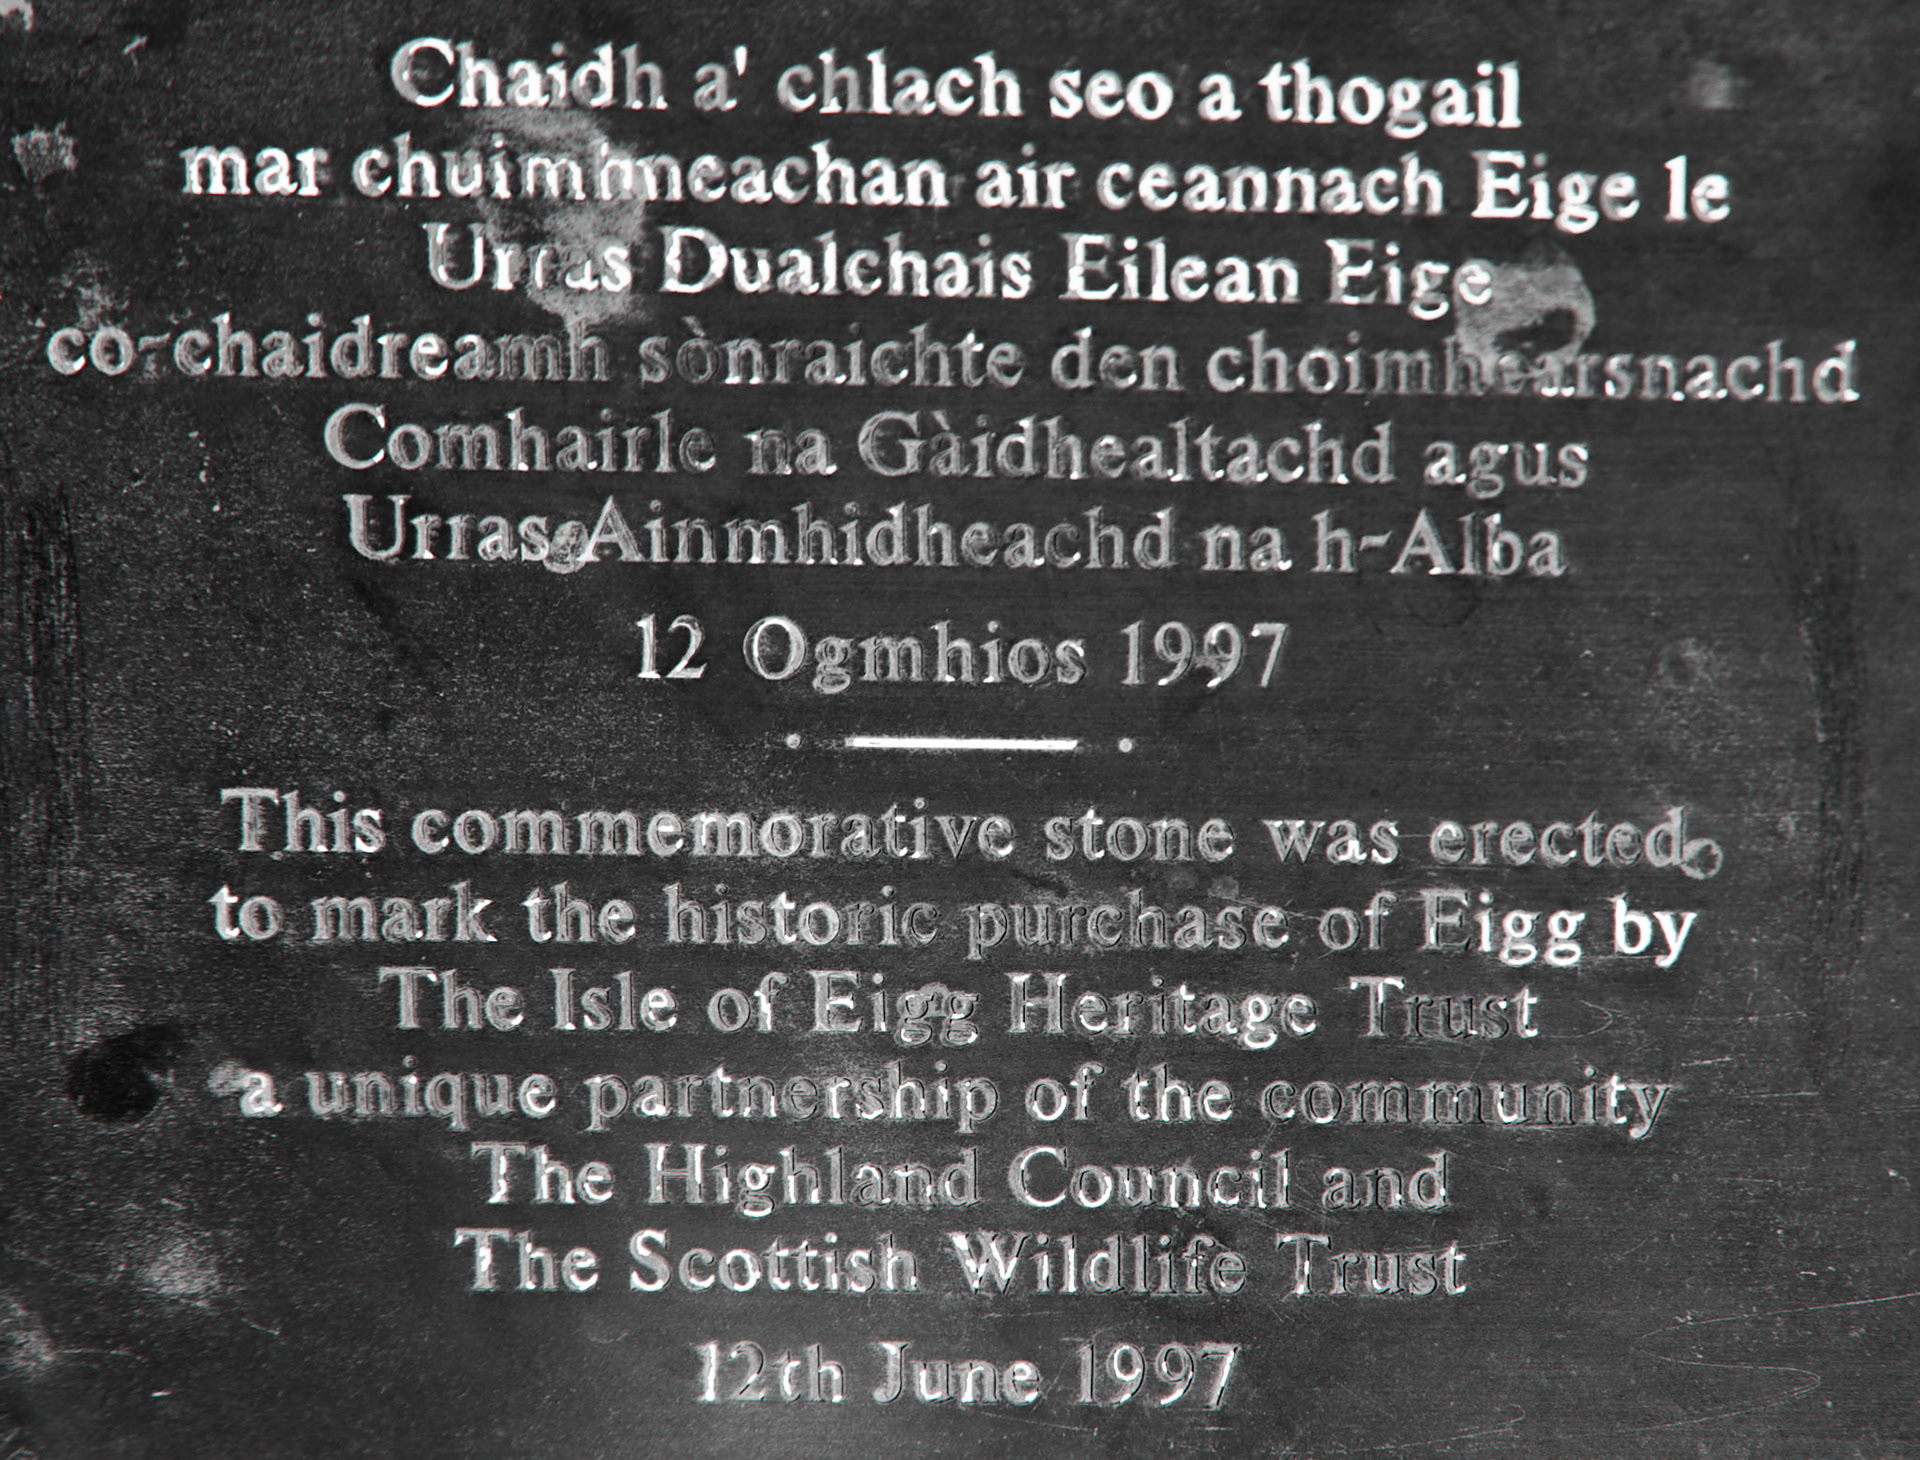 Chaidh a' chlach seo a thogail
mar chuimhneachan air ceannach Eige le
Urras Dualchais Eilean Eige
co-chaidreamh sònraichte den choimhearsnachd
Comhairle na Gàidhealtachd agus
Urras Ainmhidheachd na h-Alba
12 Ogmhios 1997
This commemorative stone was erected
to mark the historic purchase of Eigg by
The Isle of Eigg Heritage Trust
a unique partnership of the community
The Highland Council and
The Scottish Wildlife Trust
12th June 1997